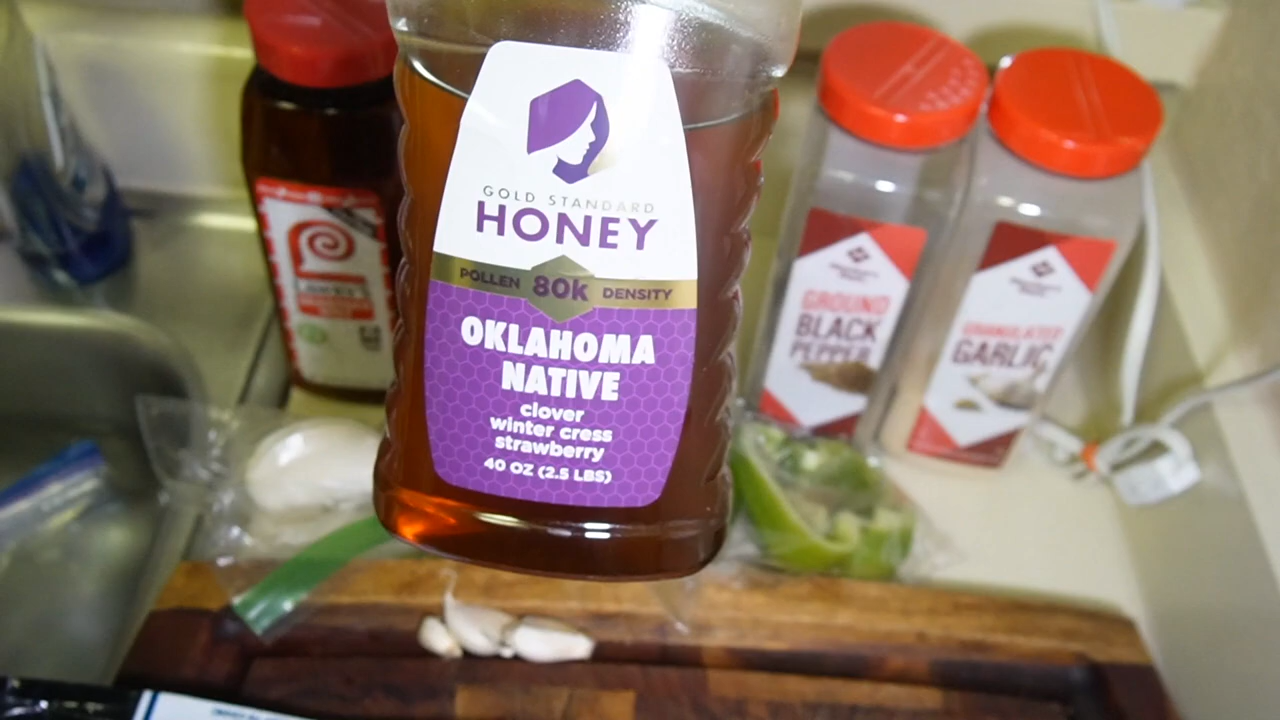 GOLD STANDARD
HONEY
POLLEN 80k DENSITY
OKLAHOMA
NATIVE
clover
winter cress
strawberry
40 OZ (2.5 LBS)
GROUND
BLACK
PEPPER
GRANULATED
GARLIC